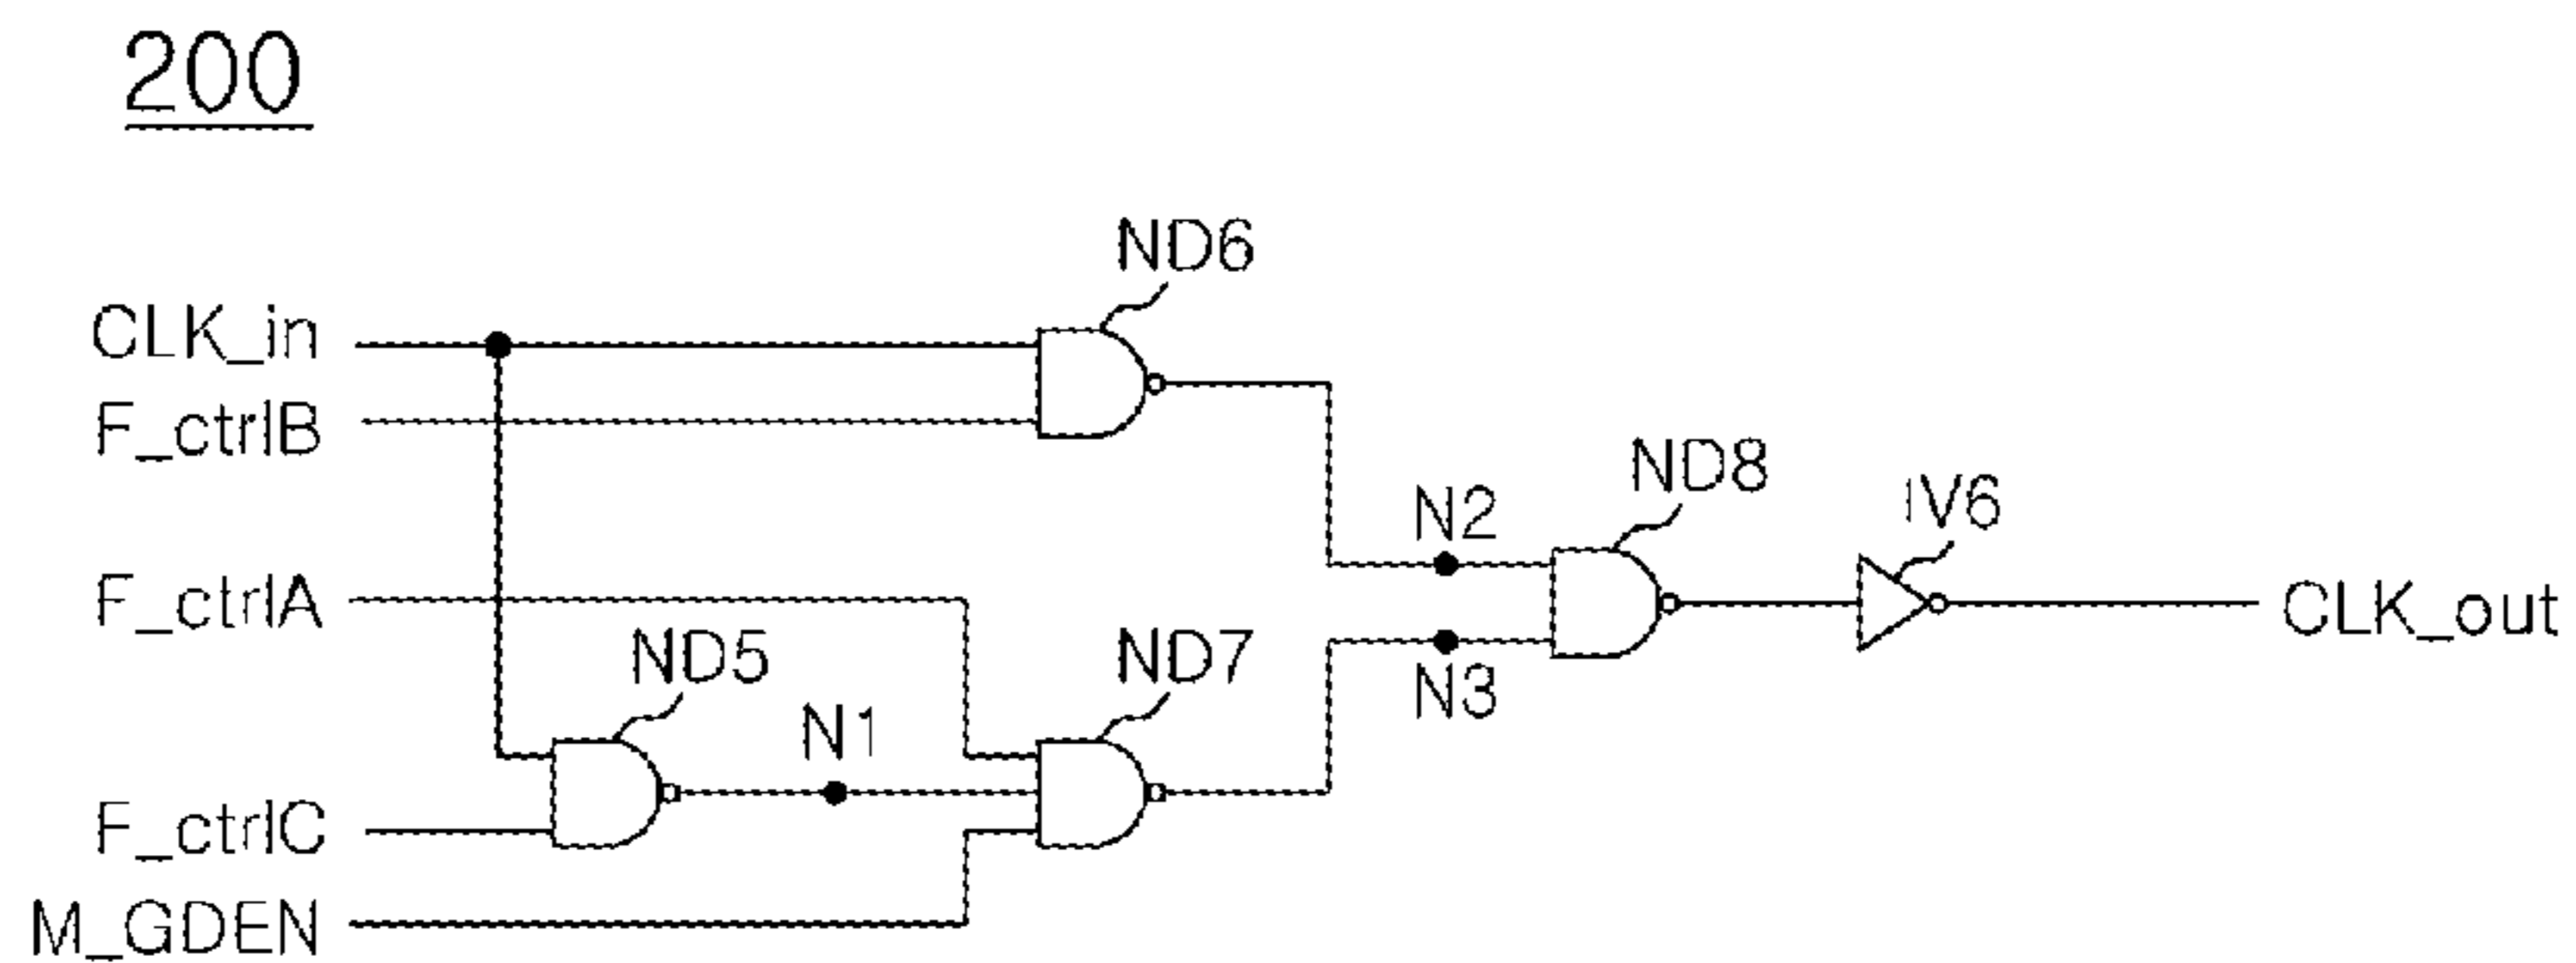 200
ND6
CLK_in
F_ctrlB
ND8
N2
IV6
F_ctrlA
CLK_out
ND5
ND7
N3
N1
F_ctrlC
M_GDEN